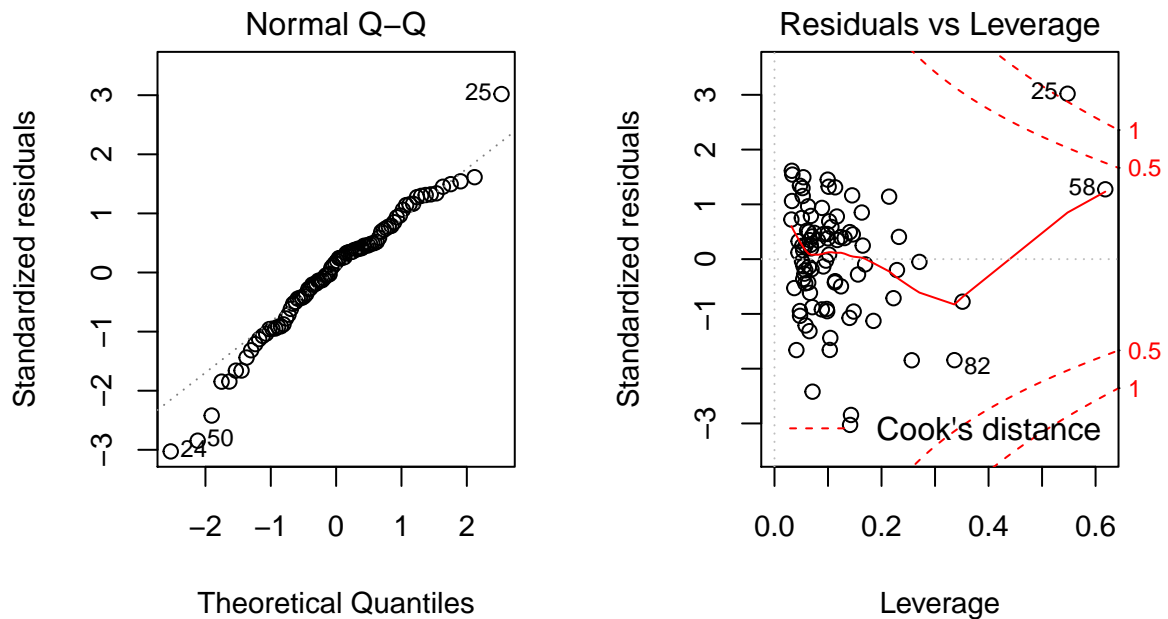 Normal Q−Q
Standardized residuals
3
2
1
0
−1
−2
−3
25
50
24
−2 −1 0 1 2
Theoretical Quantiles
Residuals vs Leverage
Standardized residuals
3
2
1
0
−1
−3
25
58
82
1
0.5
0.5
1
Cook's distance
0.0 0.2 0.4 0.6
Leverage